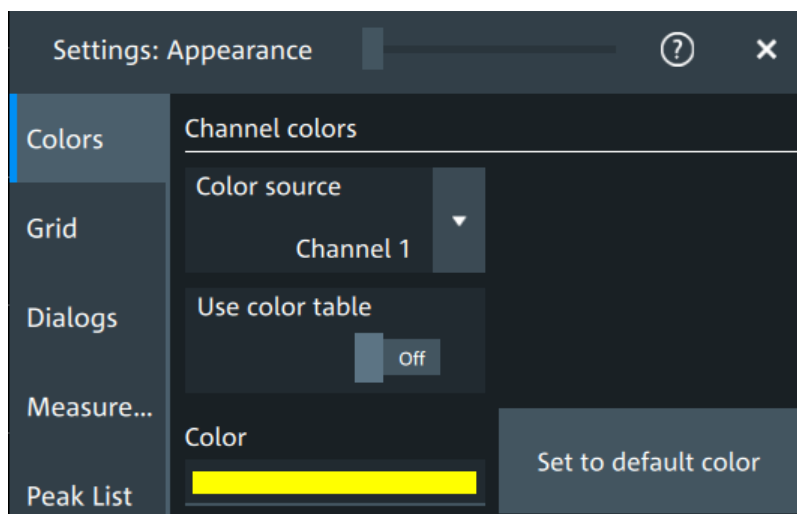 Settings: Appearance
?
Colors
Channel colors
Color source
Channel 1
Grid
Use color table
Off
Dialogs
Measure...
Color
Set to default color
Peak List